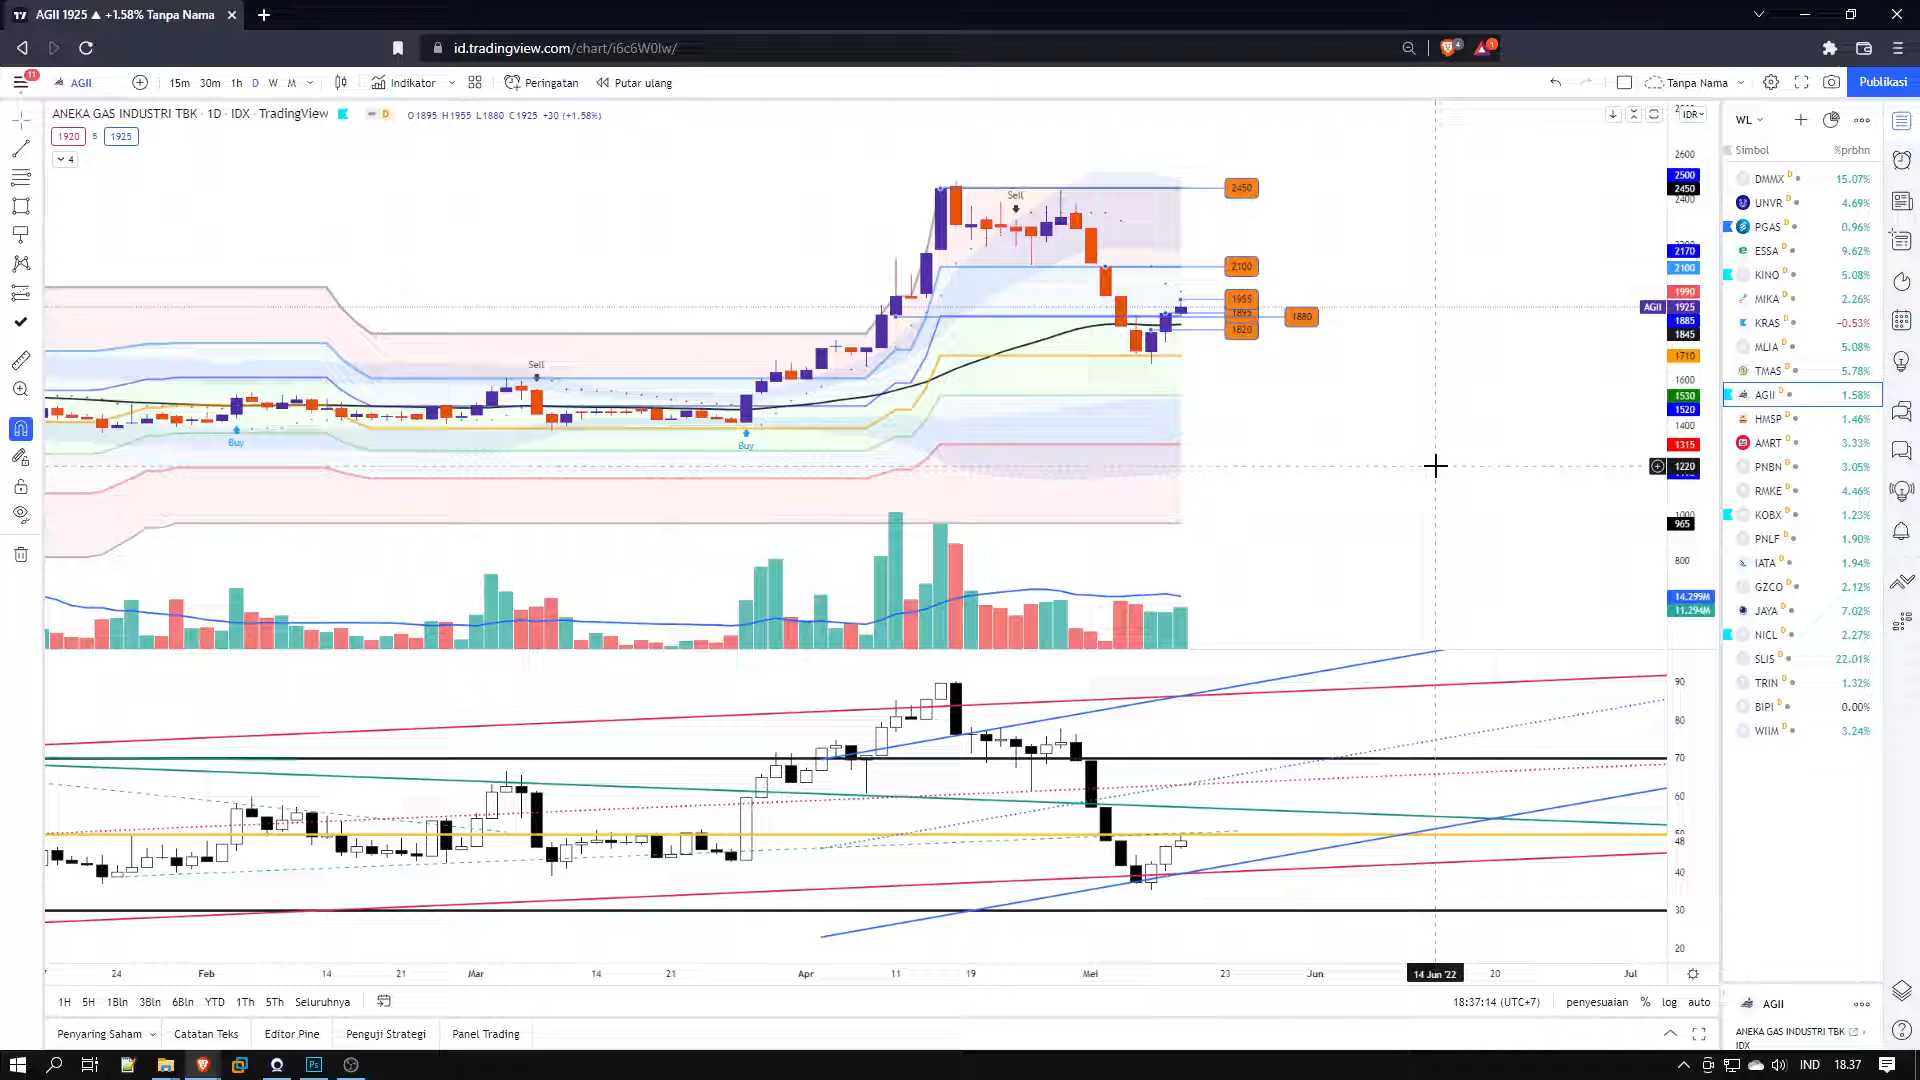 AGII 1925 ▲ +1.58% Tanpa Nama
id.tradingview.com/chart/i6c6W0lw/
4
1
11
AGII
15m 30m 1h D W M
Indikator
Peringatan
Putar ulang
Tanpa Nama
Publikasi
ANEKA GAS INDUSTRI TBK · 1D · IDX · TradingView
D
O1895 H1955 L1880 C1925 +30 (+1.58%)
1920 5 1925
4
IDR
2600
2500
2450
2400
2170
2100
1990
AGII 1925
1885
1845
1710
1600
1530
1520
1400
1315
1220
1000
965
800
14.299M
11.294M
2450
2100
1955
1895
1880
1820
Sell
Sell
Buy
Buy
90
80
70
60
50
48
40
30
20
24 Feb 14 21 Mar 14 21 Apr 11 19 Mei 23 Jun 14 Jun '22 20 Jul
1H 5H 1Bln 3Bln 6Bln YTD 1Th 5Th Seluruhnya
18:37:14 (UTC+7) penyesuaian % log auto
Penyaring Saham Catatan Teks Editor Pine Penguji Strategi Panel Trading
WL
Simbol %prbhn
DMMX D 15.07%
UNVR D 4.69%
PGAS D 0.96%
ESSA D 9.62%
KINO D 5.08%
MIKA D 2.26%
KRAS D -0.53%
MLIA D 5.08%
TMAS D 5.78%
AGII D 1.58%
HMSP D 1.46%
AMRT D 3.33%
PNBN D 3.05%
RMKE D 4.46%
KOBX D 1.23%
PNLF D 1.90%
IATA D 1.94%
GZCO D 2.12%
JAYA D 7.02%
NICL D 2.27%
SLIS D 22.01%
TRIN D 1.32%
BIPI D 0.00%
WIIM D 3.24%
AGII
ANEKA GAS INDUSTRI TBK
IDX
Ps
IND 18.37